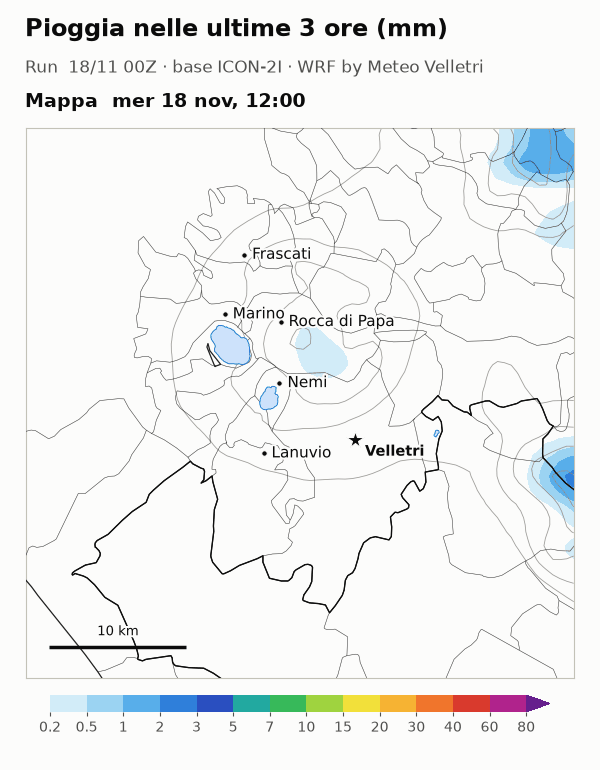 Pioggia nelle ultime 3 ore (mm)
Run 18/11 00Z · base ICON-2I · WRF by Meteo Velletri
Mappa mer 18 nov, 12:00
Frascati
Marino
Rocca di Papa
Nemi
Velletri
Lanuvio
10 km
0.2 0.5 1 2 3 5 7 10 15 20 30 40 60 80